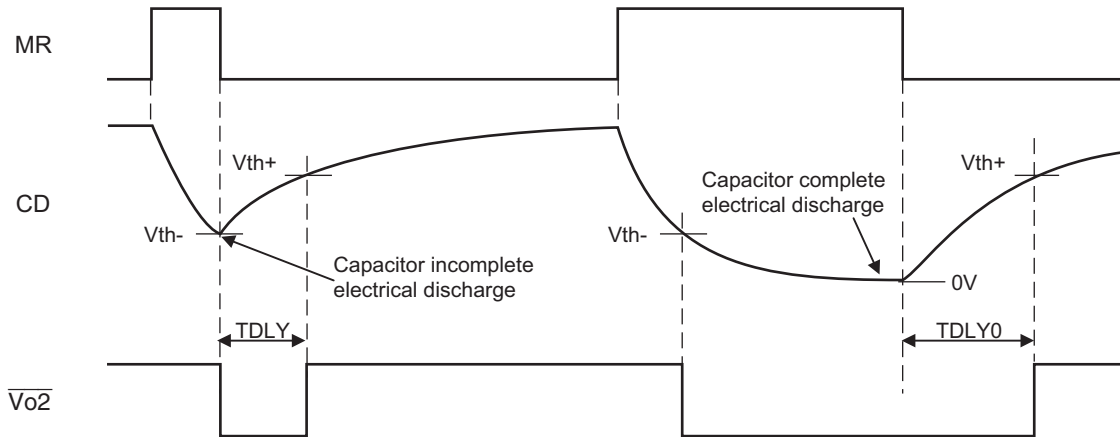 MR
CD
Vth+
Vth-
Capacitor incomplete
electrical discharge
TDLY
Vth-
Capacitor complete
electrical discharge
Vth+
0V
TDLY0
Vo2